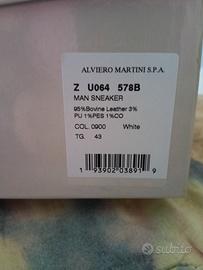 ALVIERO MARTINI S.P.A.
Z U064 578B
MAN SNEAKER
95%Bovine Leather 3%
PU 1%PES 1%CO
COL. 0900 White
TG. 43
1 93902 03891 9
subito